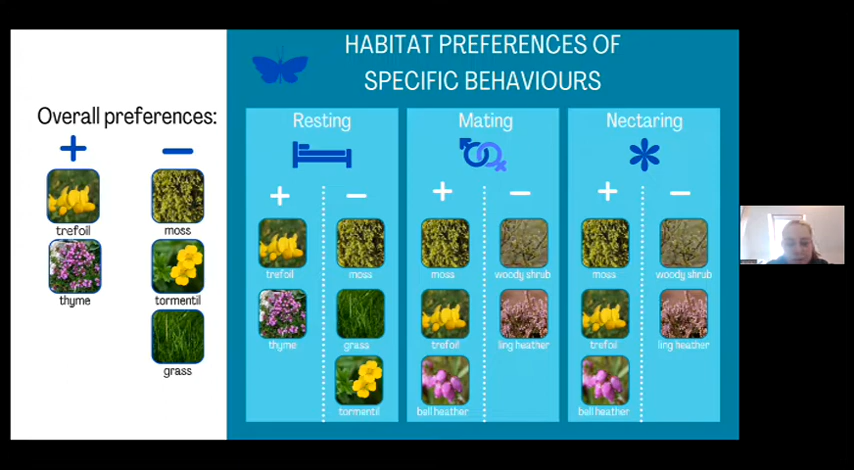 HABITAT PREFERENCES OF
SPECIFIC BEHAVIOURS
Overall preferences:
+ −
trefoil moss
thyme tormentil
grass
Resting
+ −
trefoil moss
thyme grass
tormentil
Mating
+ −
moss woody shrub
trefoil ling heather
bell heather
Nectaring
+ −
moss woody shrub
trefoil ling heather
bell heather